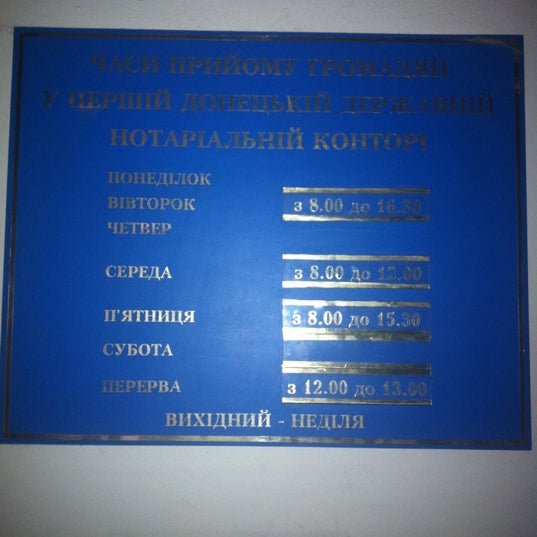 ЧАСИ ПРИЙОМУ ГРОМАДЯН
У ПЕРШІЙ ДОНЕЦЬКІЙ ДЕРЖАВНІЙ
НОТАРІАЛЬНІЙ КОНТОРІ
ПОНЕДІЛОК
ВІВТОРОК з 8.00 до 16.30
ЧЕТВЕР
СЕРЕДА з 8.00 до 12.00
П'ЯТНИЦЯ з 8.00 до 15.30
СУБОТА
ПЕРЕРВА з 12.00 до 13.00
ВИХІДНИЙ - НЕДІЛЯ